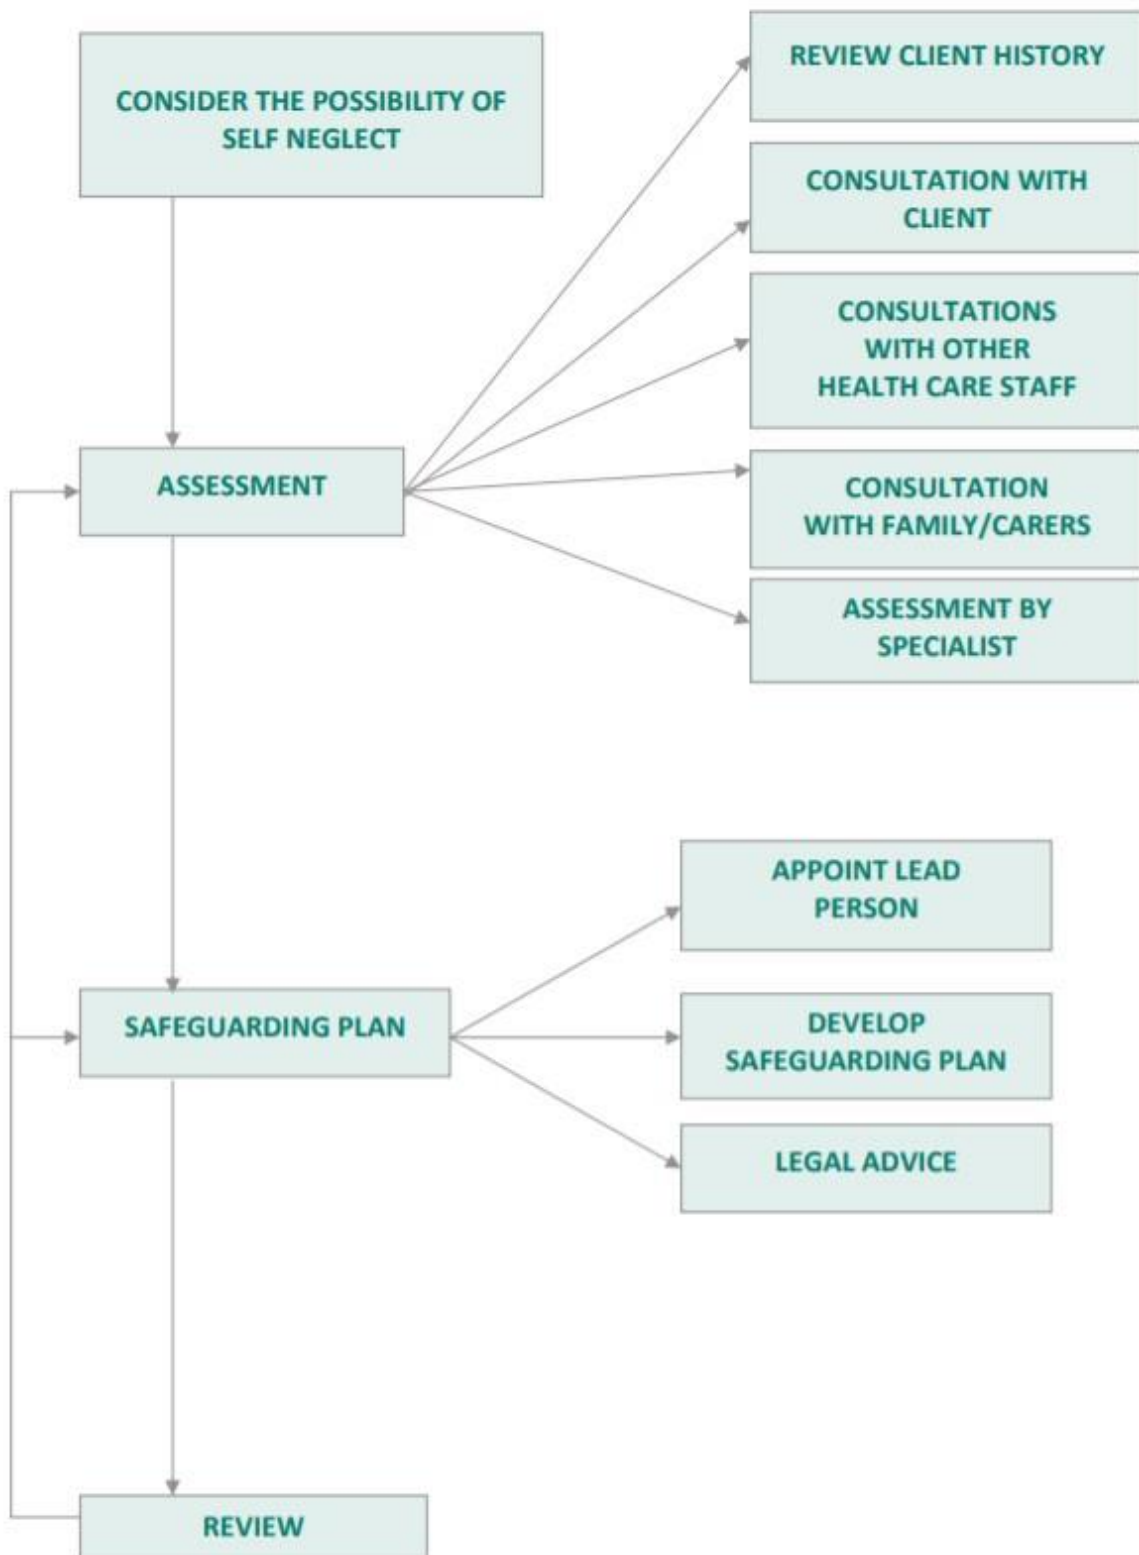 CONSIDER THE POSSIBILITY OF
SELF NEGLECT
REVIEW CLIENT HISTORY
CONSULTATION WITH
CLIENT
CONSULTATIONS
WITH OTHER
HEALTH CARE STAFF
ASSESSMENT
CONSULTATION
WITH FAMILY/CARERS
ASSESSMENT BY
SPECIALIST
APPOINT LEAD
PERSON
SAFEGUARDING PLAN
DEVELOP
SAFEGUARDING PLAN
LEGAL ADVICE
REVIEW